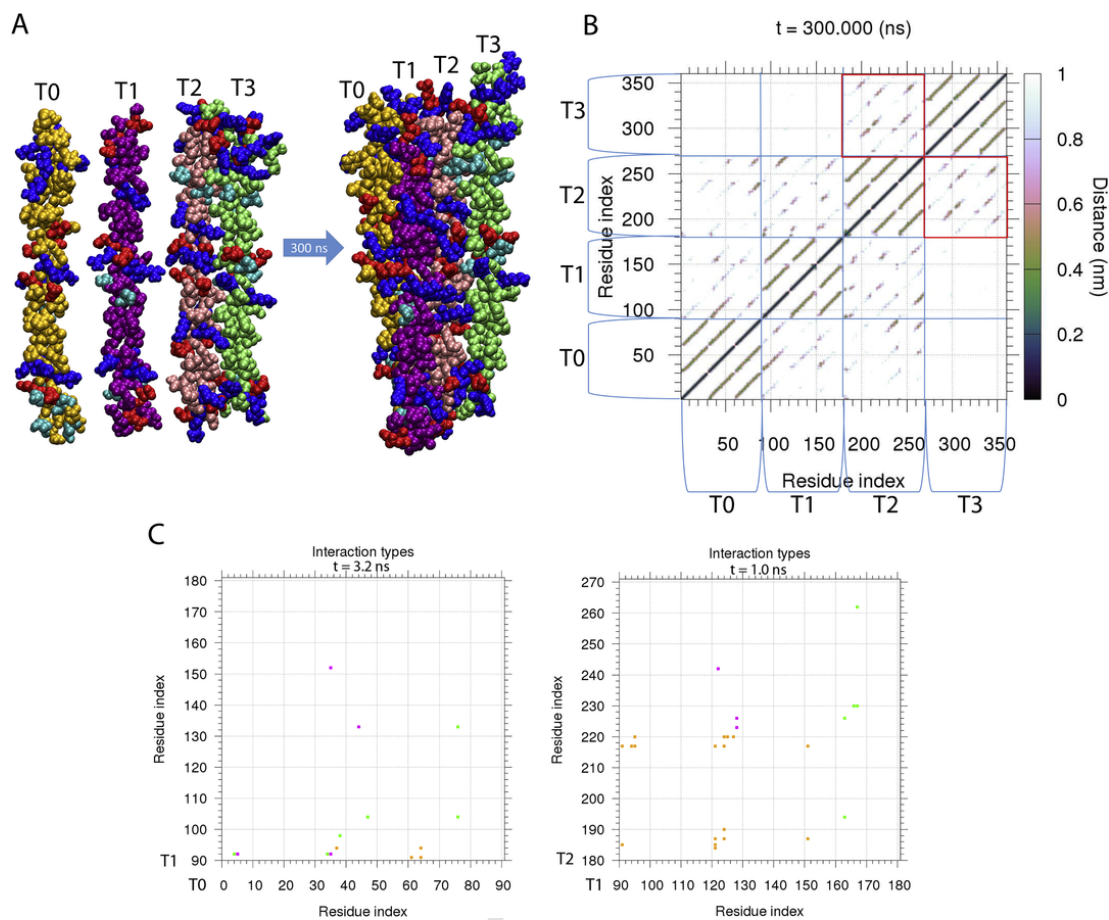 A
T0
T1
T2
T3
300 ns
T0
T1
T2
T3
B
t = 300.000 (ns)
T3
T2
T1
T0
Residue index
350
300
250
200
150
100
50
50 100 150 200 250 300 350
Residue index
T0 T1 T2 T3
1
0.8
0.6
0.4
0.2
0
Distance (nm)
C
Interaction types
t = 3.2 ns
Residue index
180
170
160
150
140
130
120
110
100
90
T1
T0
0 10 20 30 40 50 60 70 80 90
Residue index
Interaction types
t = 1.0 ns
Residue index
270
260
250
240
230
220
210
200
190
180
T2
T1
90 100 110 120 130 140 150 160 170 180
Residue index